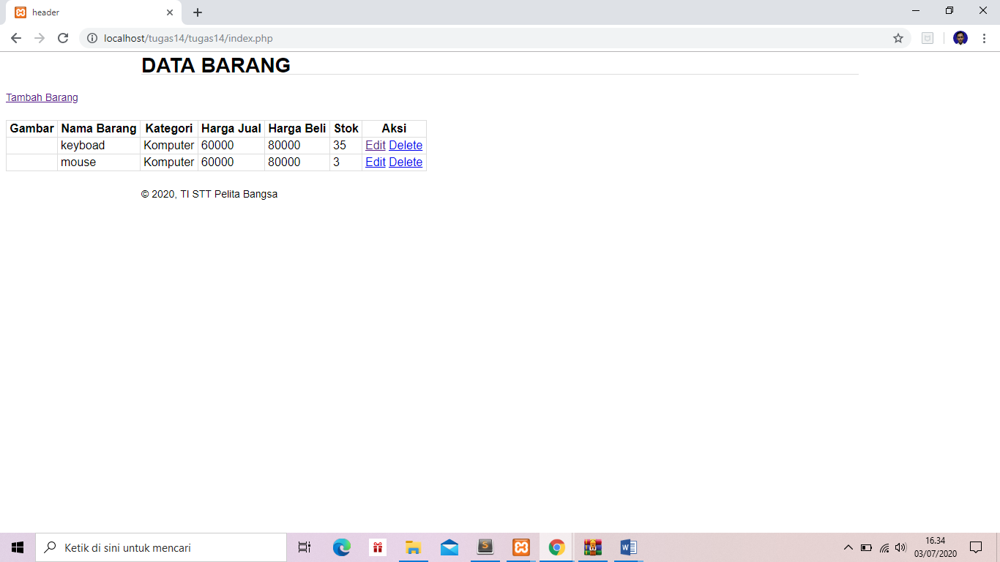 header
localhost/tugas14/tugas14/index.php
DATA BARANG
Tambah Barang
Gambar Nama Barang Kategori Harga Jual Harga Beli Stok Aksi
keyboad Komputer 60000 80000 35 Edit Delete
mouse Komputer 60000 80000 3 Edit Delete
© 2020, TI STT Pelita Bangsa
Ketik di sini untuk mencari
16.34
03/07/2020